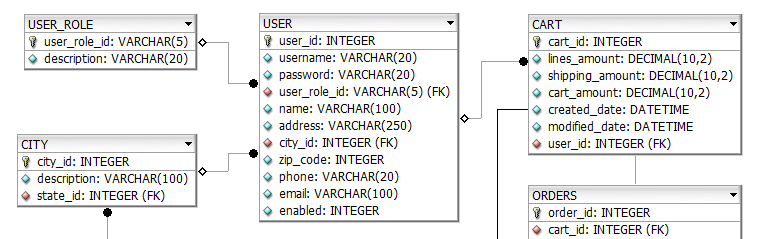 USER_ROLE
user_role_id: VARCHAR(5)
description: VARCHAR(20)
CITY
city_id: INTEGER
description: VARCHAR(100)
state_id: INTEGER (FK)
USER
user_id: INTEGER
username: VARCHAR(20)
password: VARCHAR(20)
user_role_id: VARCHAR(5) (FK)
name: VARCHAR(100)
address: VARCHAR(250)
city_id: INTEGER (FK)
zip_code: INTEGER
phone: VARCHAR(20)
email: VARCHAR(100)
enabled: INTEGER
CART
cart_id: INTEGER
lines_amount: DECIMAL(10,2)
shipping_amount: DECIMAL(10,2)
cart_amount: DECIMAL(10,2)
created_date: DATETIME
modified_date: DATETIME
user_id: INTEGER (FK)
ORDERS
order_id: INTEGER
cart_id: INTEGER (FK)